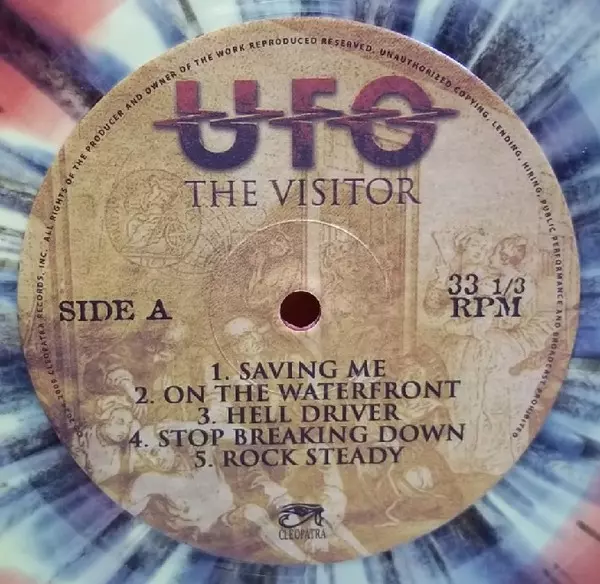 ALL RIGHTS OF THE PRODUCER AND OWNER OF THE WORK REPRODUCED RESERVED. UNAUTHORIZED COPYING, LENDING, HIRING, PUBLIC PERFORMANCE AND BROADCAST PROHIBITED
UFO
THE VISITOR
SIDE A
33 1/3
RPM
1. SAVING ME
2. ON THE WATERFRONT
3. HELL DRIVER
4. STOP BREAKING DOWN
5. ROCK STEADY
CLEOPATRA
CLEOPATRA RECORDS, INC.